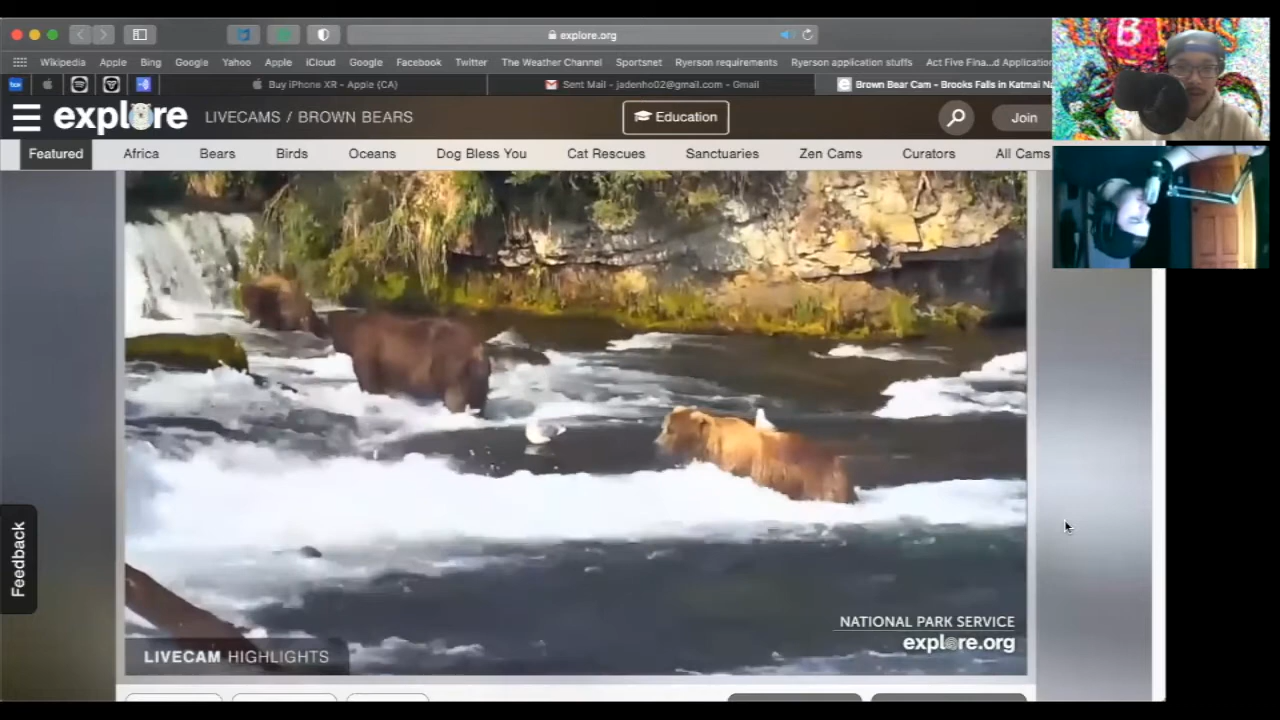 explore.org
Wikipedia Apple Bing Google Yahoo Apple iCloud Google Facebook Twitter The Weather Channel Sportsnet Ryerson requirements Ryerson application stuffs Act Five Fina...d Application
Buy iPhone XR - Apple (CA) Sent Mail - jadenho02@gmail.com - Gmail Brown Bear Cam - Brooks Falls in Katmai N
explore LIVECAMS / BROWN BEARS Education Join
Featured Africa Bears Birds Oceans Dog Bless You Cat Rescues Sanctuaries Zen Cams Curators All Cams
B
Feedback
NATIONAL PARK SERVICE
explore.org
LIVECAM HIGHLIGHTS